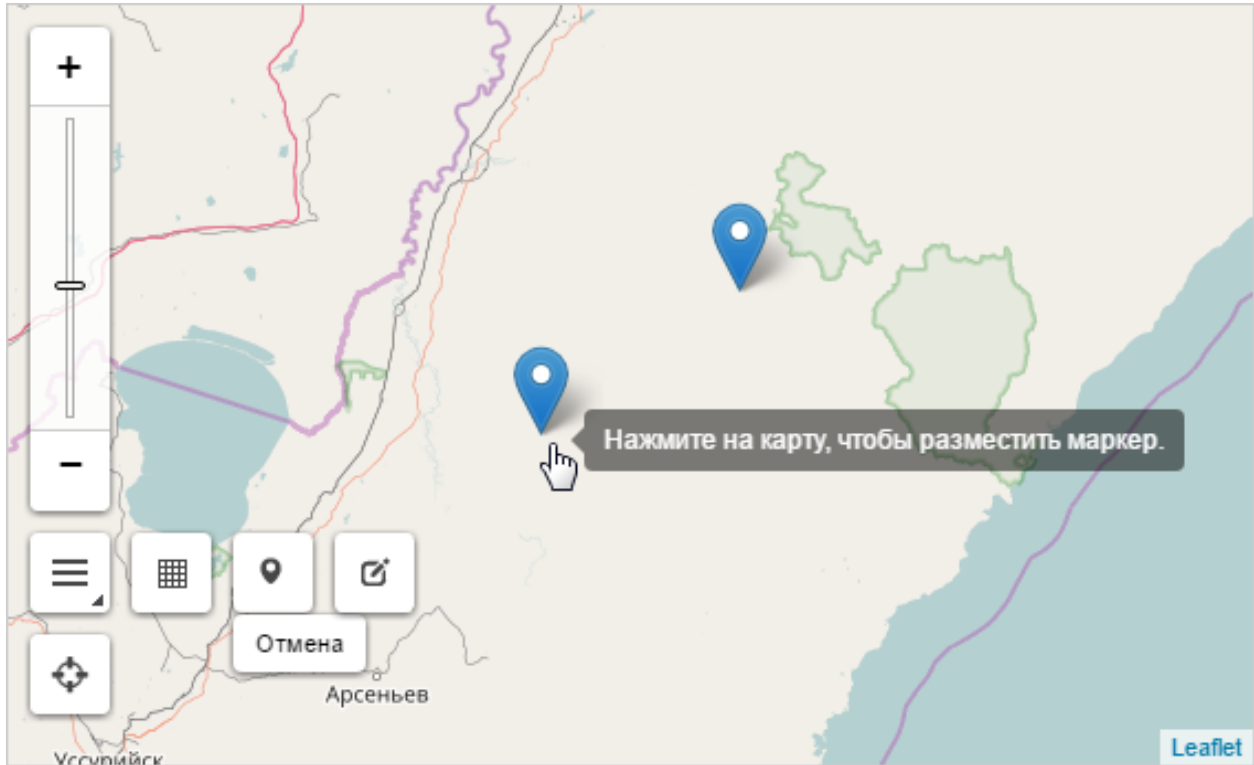 +
Нажмите на карту, чтобы разместить маркер.
−
Отмена
Арсеньев
Уссурийск
Leaflet